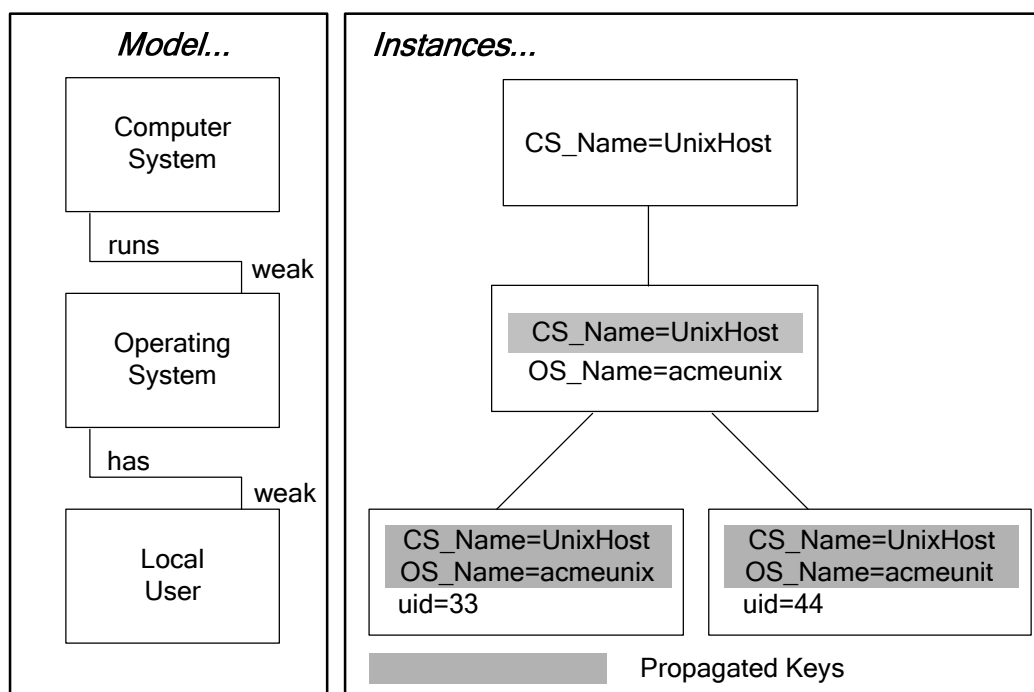 Model...
Computer
System
runs
weak
Operating
System
has
weak
Local
User
Instances...
CS_Name=UnixHost
CS_Name=UnixHost
OS_Name=acmeunix
CS_Name=UnixHost
OS_Name=acmeunix
uid=33
CS_Name=UnixHost
OS_Name=acmeunit
uid=44
Propagated Keys